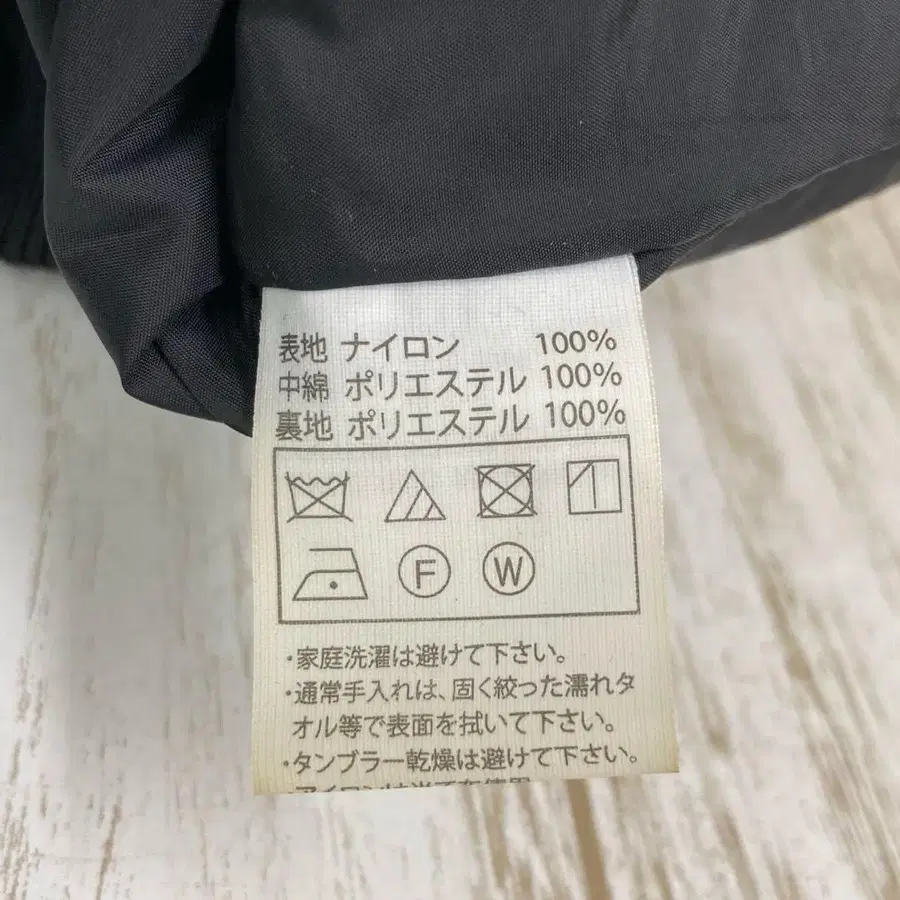 表地 ナイロン 100%
中綿 ポリエステル 100%
裏地 ポリエステル 100%
F W
・家庭洗濯は避けて下さい。
・通常手入れは、固く絞った濡れタ
オル等で表面を拭いて下さい。
・タンブラー乾燥は避けて下さい。